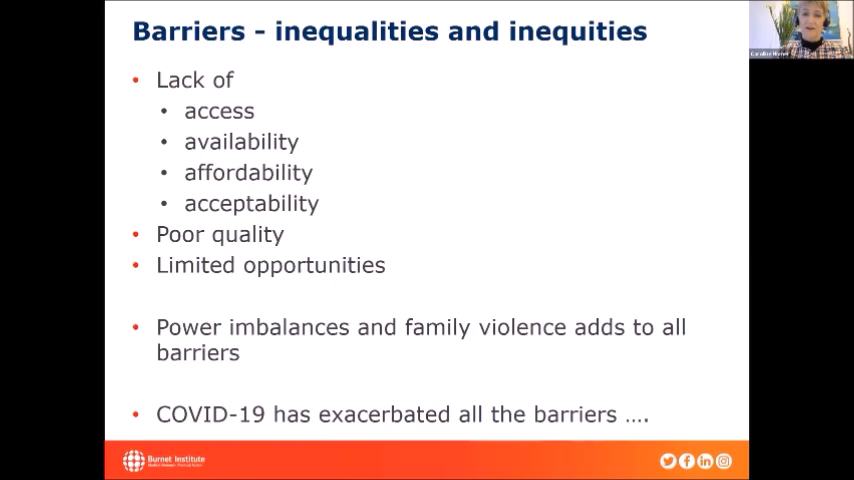 Barriers - inequalities and inequities
• Lack of
• access
• availability
• affordability
• acceptability
• Poor quality
• Limited opportunities
• Power imbalances and family violence adds to all
barriers
• COVID-19 has exacerbated all the barriers ....
Burnet Institute
Caroline